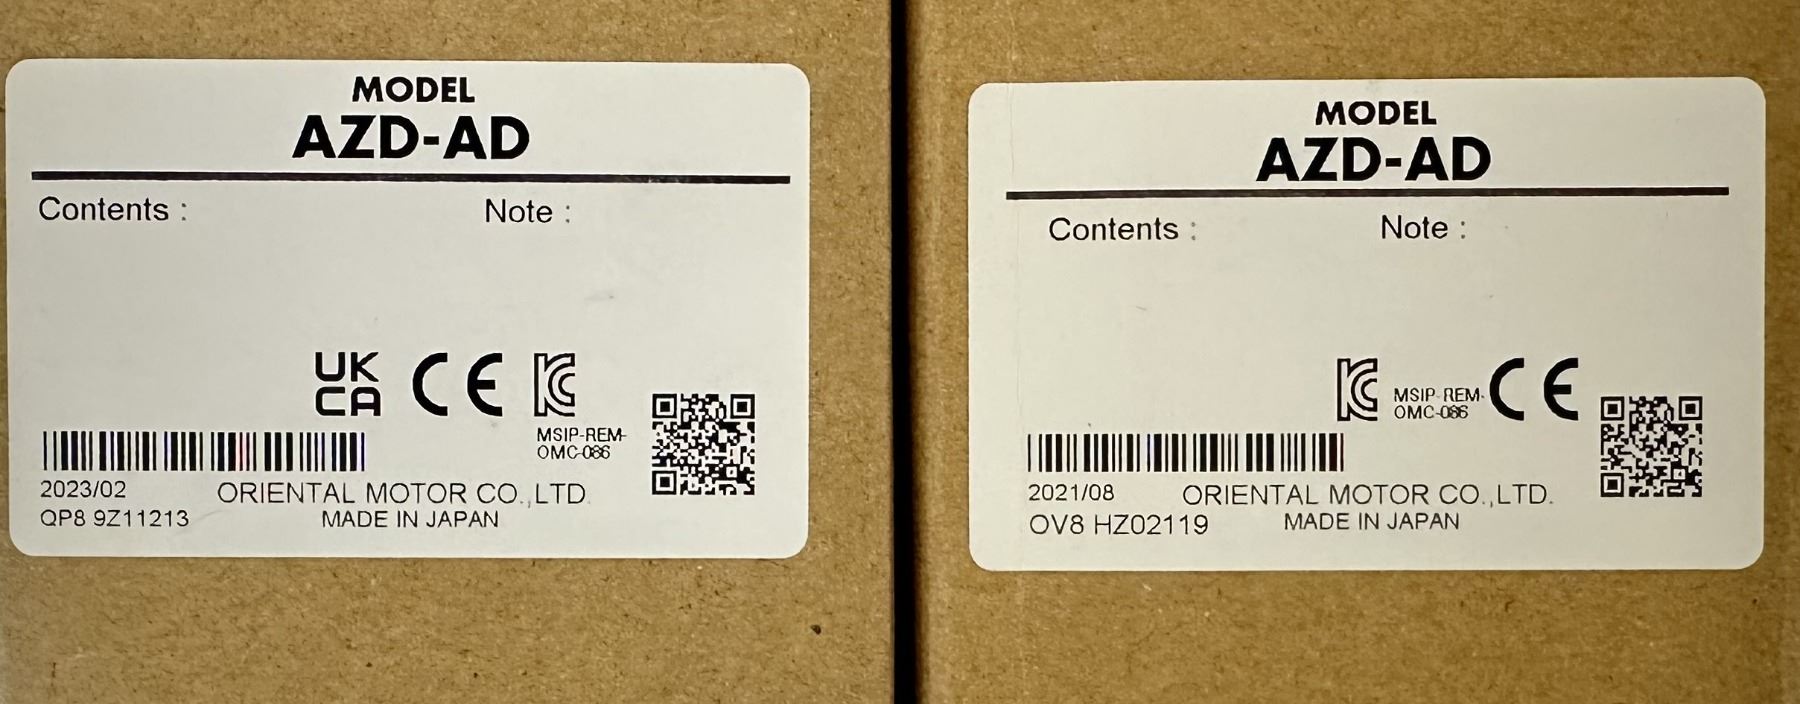 MODEL
AZD-AD
Contents :
Note :
UK
CA
CE
KC
MSIP-REM-
OMC-086
2023/02
ORIENTAL MOTOR CO.,LTD.
QP8 9Z11213
MADE IN JAPAN
MODEL
AZD-AD
Contents :
Note :
KC
MSIP-REM-
OMC-086
CE
2021/08
ORIENTAL MOTOR CO.,LTD.
OV8 HZ02119
MADE IN JAPAN